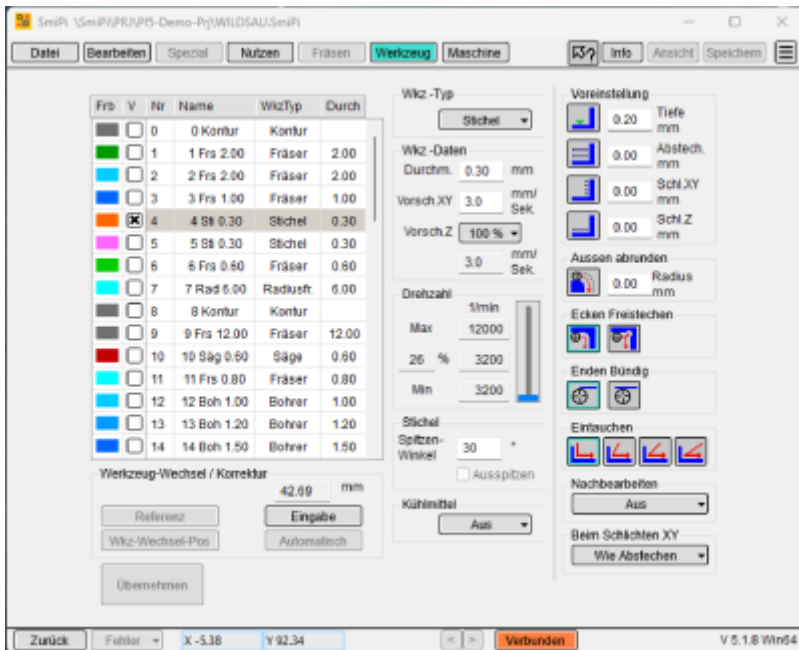 SmiPi \SmiPi\PRJ\PI5-Demo-Prj\WILDSAU.SmiPi
Datei Bearbeiten Spezial Nutzen Fräsen Werkzeug Maschine Info Ansicht Speichern
Frb V Nr Name WkzTyp Durch
0 0 Kontur Kontur
1 1 Frs 2.00 Fräser 2.00
2 2 Frs 2.00 Fräser 2.00
3 3 Frs 1.00 Fräser 1.00
4 4 Sti 0.30 Stichel 0.30
5 5 Sti 0.30 Stichel 0.30
6 6 Frs 0.60 Fräser 0.60
7 7 Rad 6.00 Radiusfr. 6.00
8 8 Kontur Kontur
9 9 Frs 12.00 Fräser 12.00
10 10 Säg 0.60 Säge 0.60
11 11 Frs 0.80 Fräser 0.80
12 12 Boh 1.00 Bohrer 1.00
13 13 Boh 1.20 Bohrer 1.20
14 14 Boh 1.50 Bohrer 1.50
Werkzeug-Wechsel / Korrektur
42.69 mm
Referenz Eingabe
Wkz-Wechsel-Pos Automatisch
Übernehmen
Wkz.-Typ
Stichel
Wkz.-Daten
Durchm. 0.30 mm
Vorsch.XY 3.0 mm/
Sek.
Vorsch.Z 100 %
3.0 mm/
Sek.
Drehzahl
1/min
Max 12000
26 % 3200
Min 3200
Stichel
Spitzen-
Winkel 30 °
Ausspitzen
Kühlmittel
Aus
Voreinstellung
0.20 Tiefe
mm
0.00 Abstech.
mm
0.00 Schl.XY
mm
0.00 Schl.Z
mm
Aussen abrunden
0.00 Radius
mm
Ecken Freistechen
Enden Bündig
Eintauchen
Nachbearbeiten
Aus
Beim Schlichten XY
Wie Abstechen
Zurück Fehler X -5.38 Y 92.34 < > Verbunden V 5.1.8 Win64